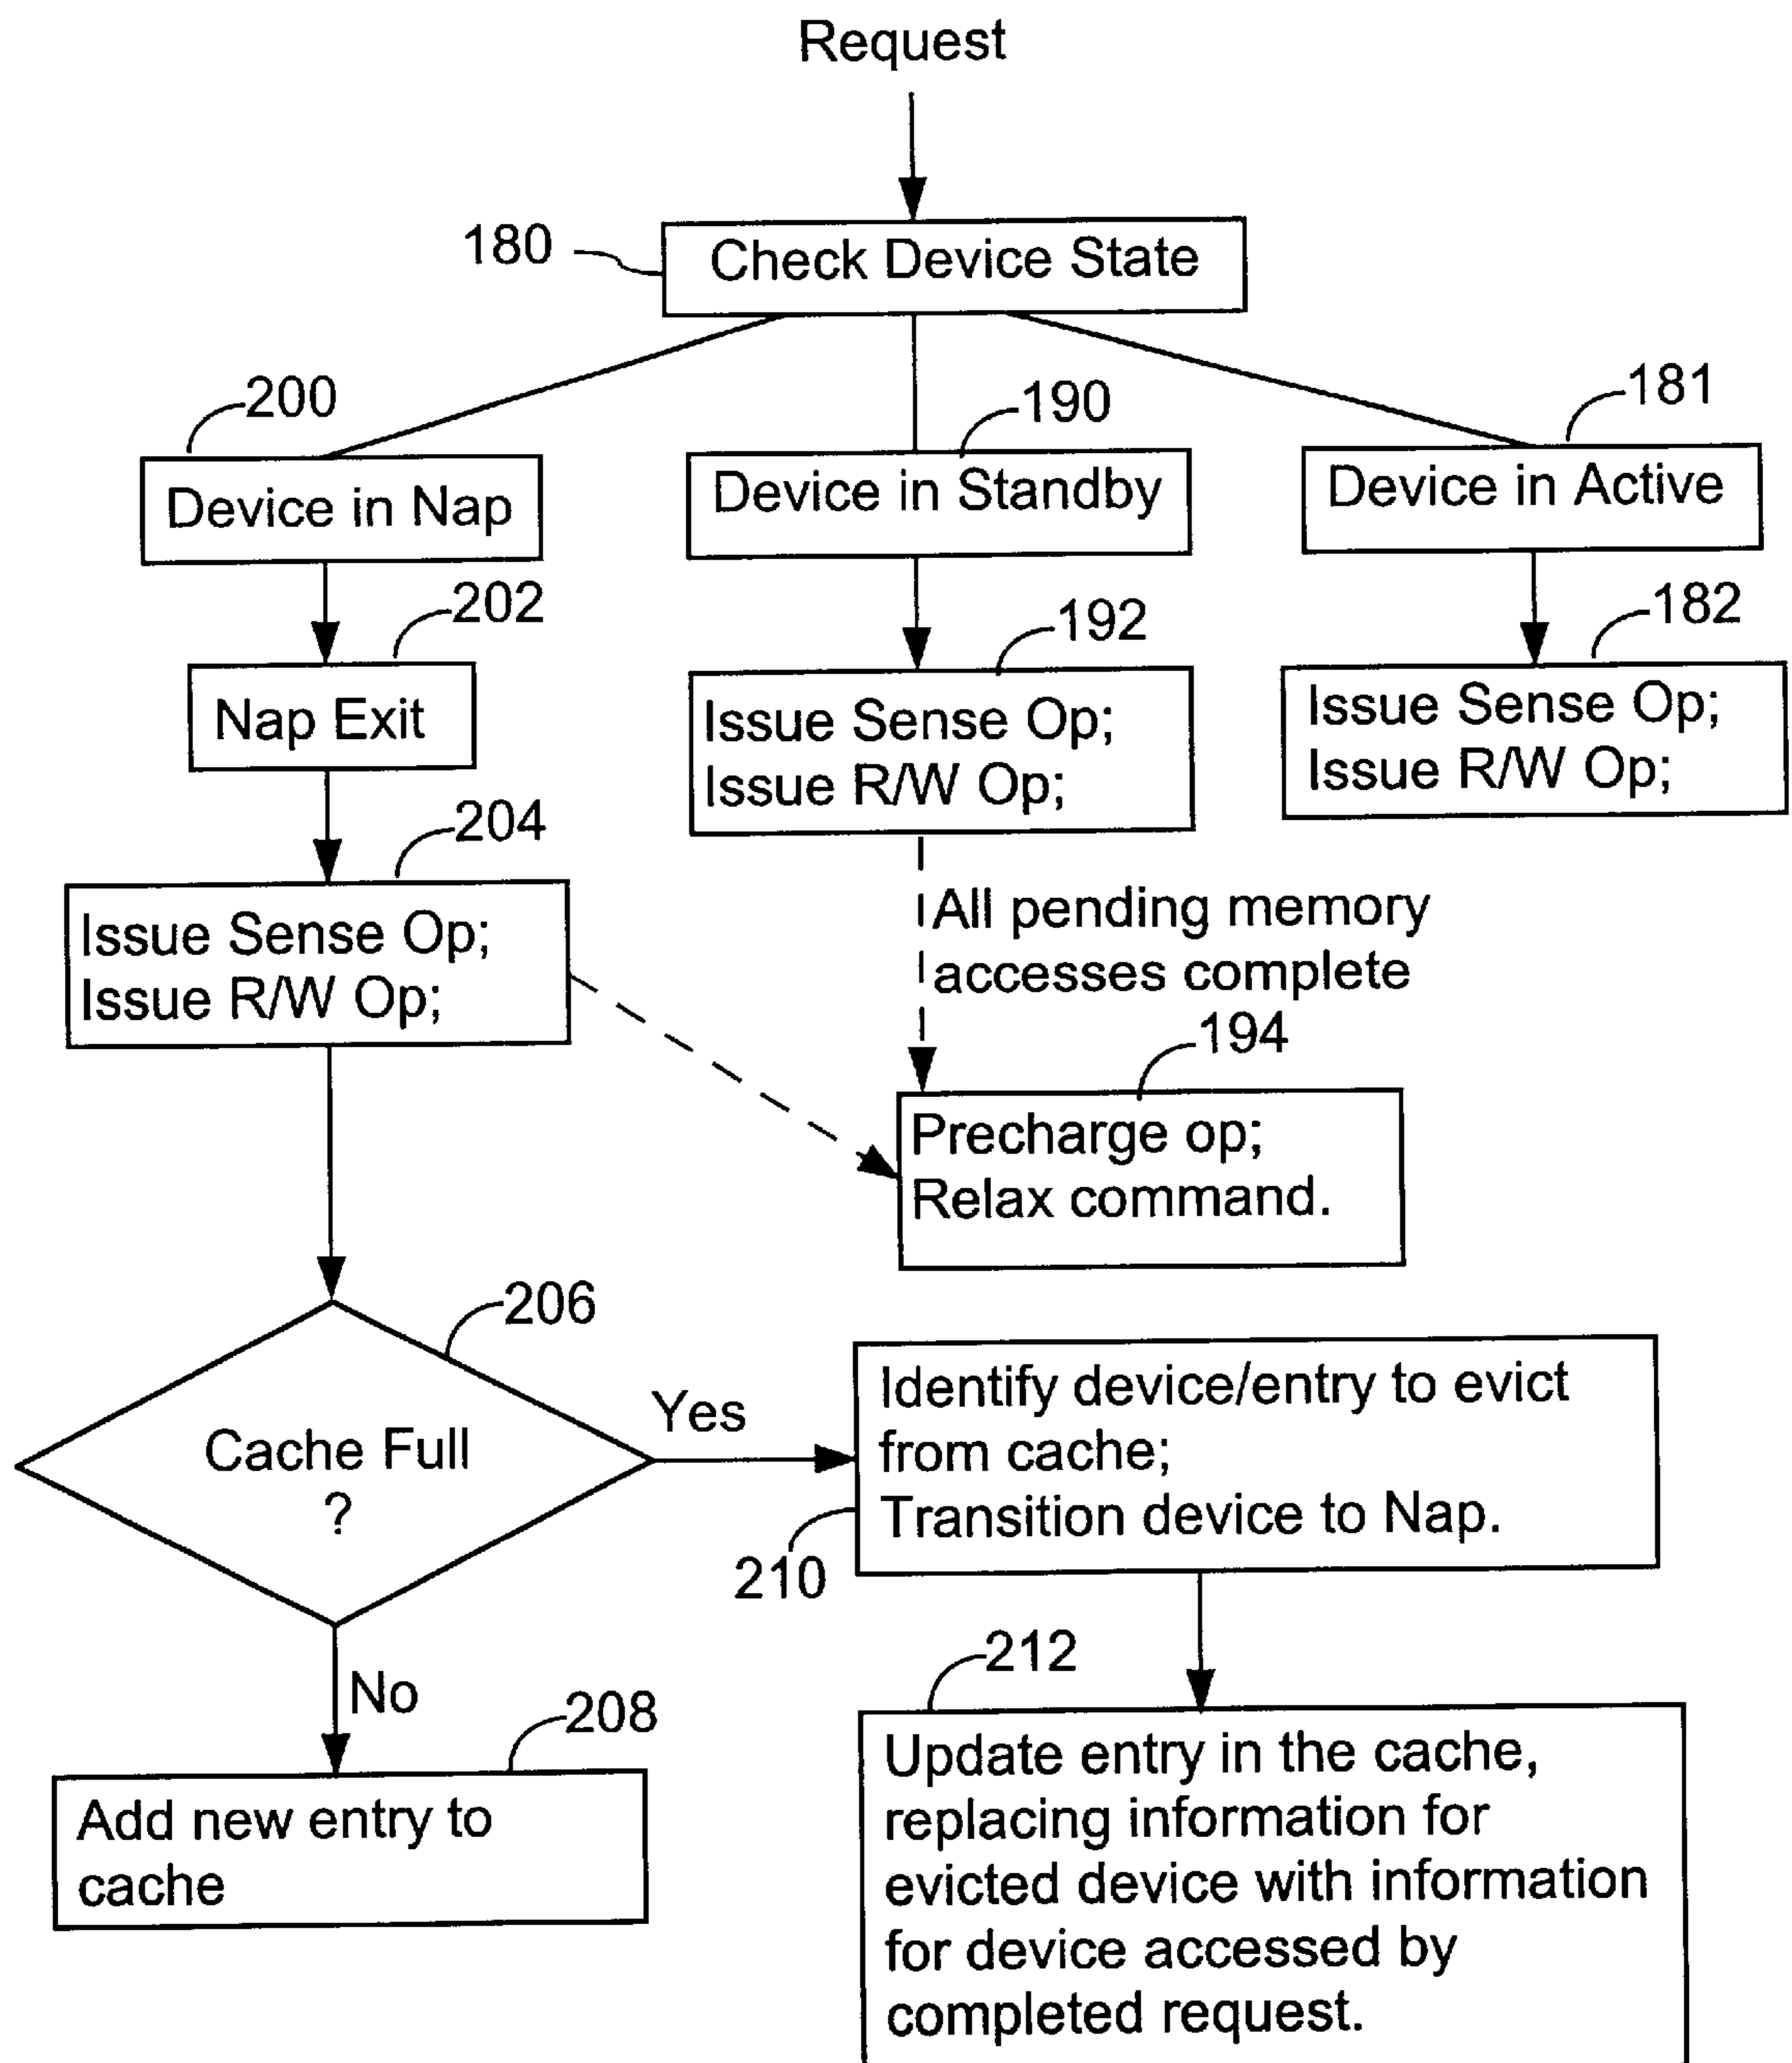 Request
180
Check Device State
200
190
181
Device in Nap
Device in Standby
Device in Active
202
192
182
Nap Exit
Issue Sense Op;
Issue R/W Op;
Issue Sense Op;
Issue R/W Op;
204
Issue Sense Op;
Issue R/W Op;
All pending memory
accesses complete
194
Precharge op;
Relax command.
206
Cache Full
?
Yes
Identify device/entry to evict
from cache;
Transition device to Nap.
210
No
208
Add new entry to
cache
212
Update entry in the cache,
replacing information for
evicted device with information
for device accessed by
completed request.